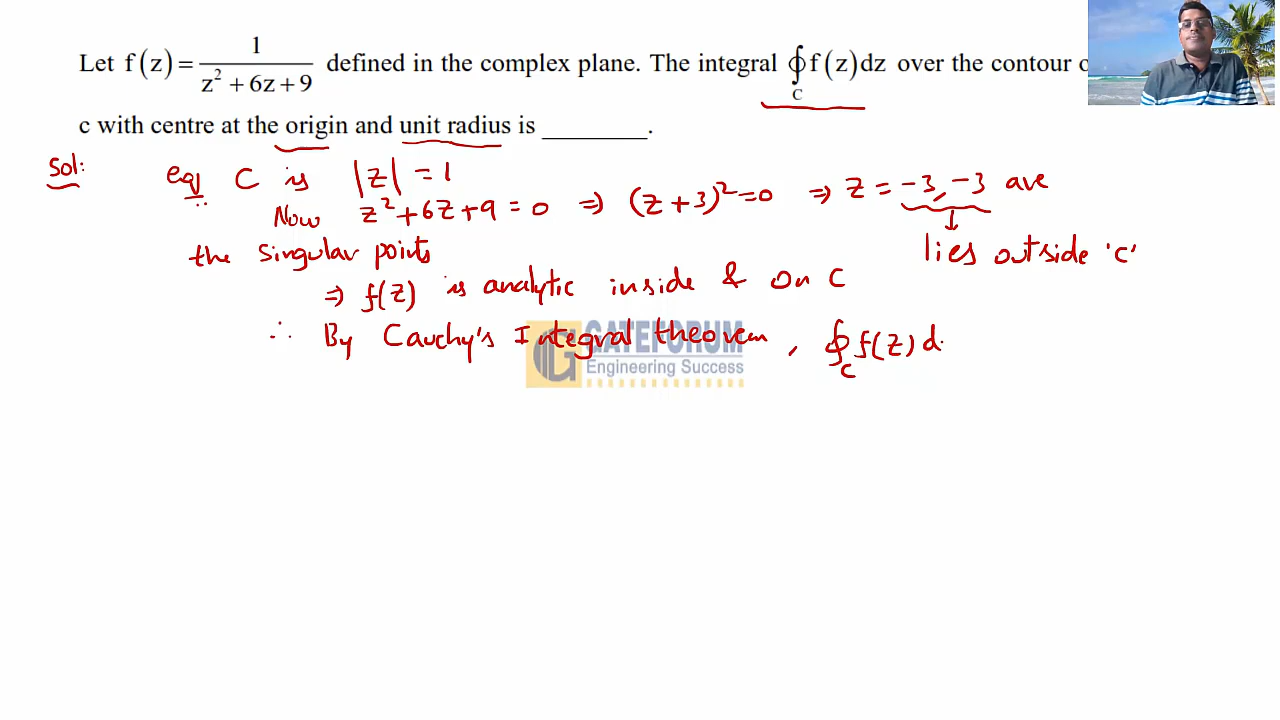 Let f(z) = 1 / (z² + 6z + 9) defined in the complex plane. The integral ∮_C f(z)dz over the contour
c with centre at the origin and unit radius is ________.
Sol: eq C is |z| = 1
Now z² + 6z + 9 = 0 ⇒ (z + 3)² = 0 ⇒ z = -3, -3 are
the singular points lies outside 'c'
⇒ f(z) is analytic inside & on C
∴ By Cauchy's Integral theorem, ∮_C f(z) d
GATEFORUM
Engineering Success